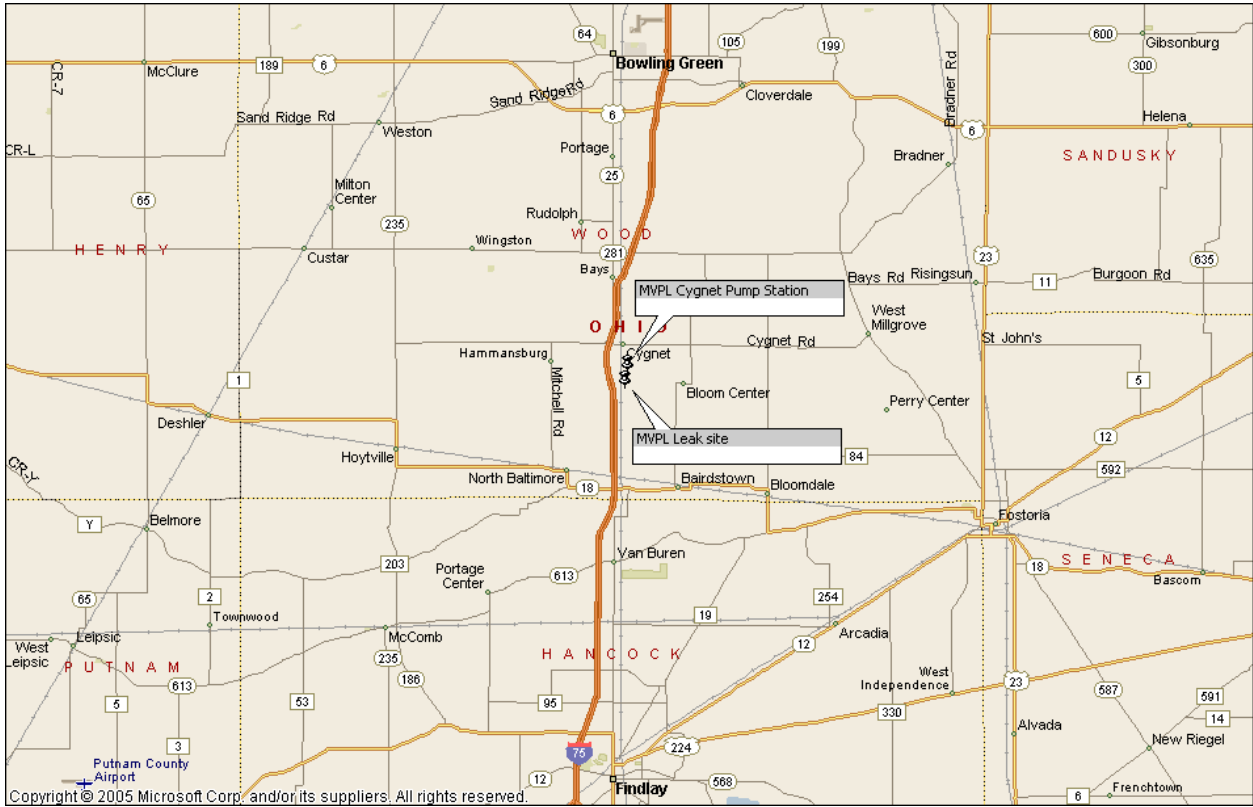 64
105
199
600
Gibsonburg
McClure
189
6
Bowling Green
300
CR-7
Sand Ridge Rd
Cloverdale
Bradner Rd
Sand Ridge Rd
6
Helena
Weston
6
CR-L
Portage
Bradner
SANDUSKY
25
Milton
Center
65
235
Rudolph
WOOD
HENRY
Wingston
281
23
635
Custar
Bays
Bays Rd
Risingsun
11
Burgoon Rd
MVPL Cygnet Pump Station
West
Millgrove
OHIO
St John's
Hammansburg
Cygnet
Cygnet Rd
1
Mitchell Rd
Bloom Center
5
Perry Center
Deshler
MVPL Leak site
12
Hoytville
84
CR-Y
North Baltimore
18
Bairdstown
Bloomdale
592
Y
Belmore
Fostoria
203
Van Buren
Portage
Center
613
SENECA
18
Bascom
65
2
254
Townwood
19
Arcadia
West
Leipsic
Leipsic
McComb
12
PUTNAM
235
HANCOCK
613
186
West
Independence
23
587
5
53
95
330
591
14
3
75
224
Alvada
New Riegel
Putnam County
Airport
12
Findlay
568
6
Frenchtown
Copyright © 2005 Microsoft Corp. and/or its suppliers. All rights reserved.